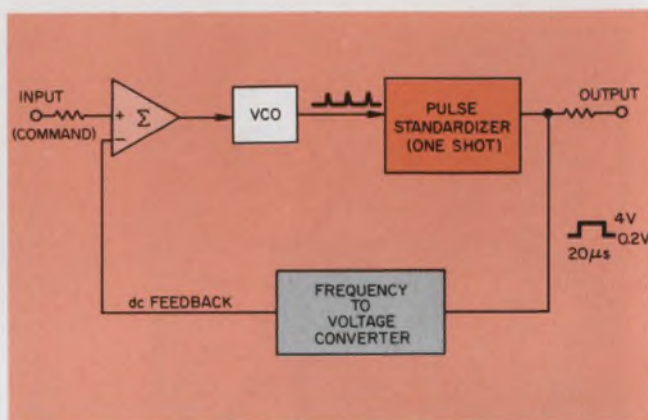 INPUT
(COMMAND)
+
−
Σ
VCO
PULSE
STANDARDIZER
(ONE SHOT)
OUTPUT
4V
0.2V
20μs
dc FEEDBACK
FREQUENCY
TO
VOLTAGE
CONVERTER